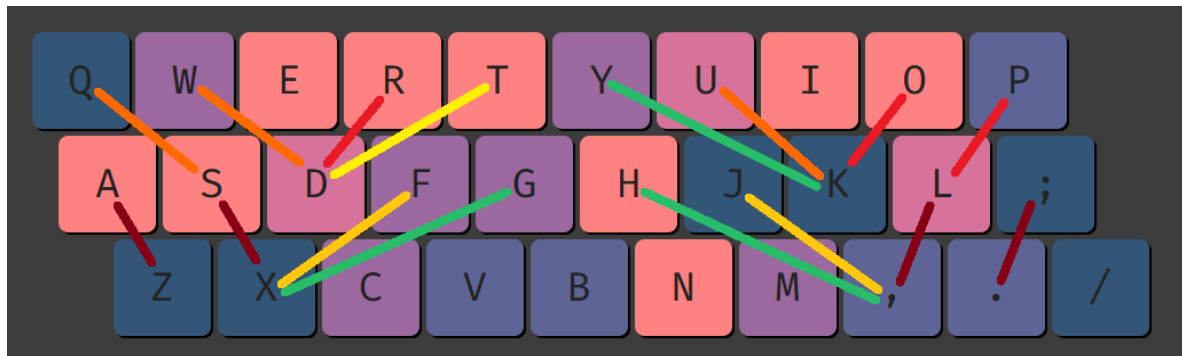 Q W E R T Y U I O P
A S D F G H J K L ;
Z X C V B N M , . /